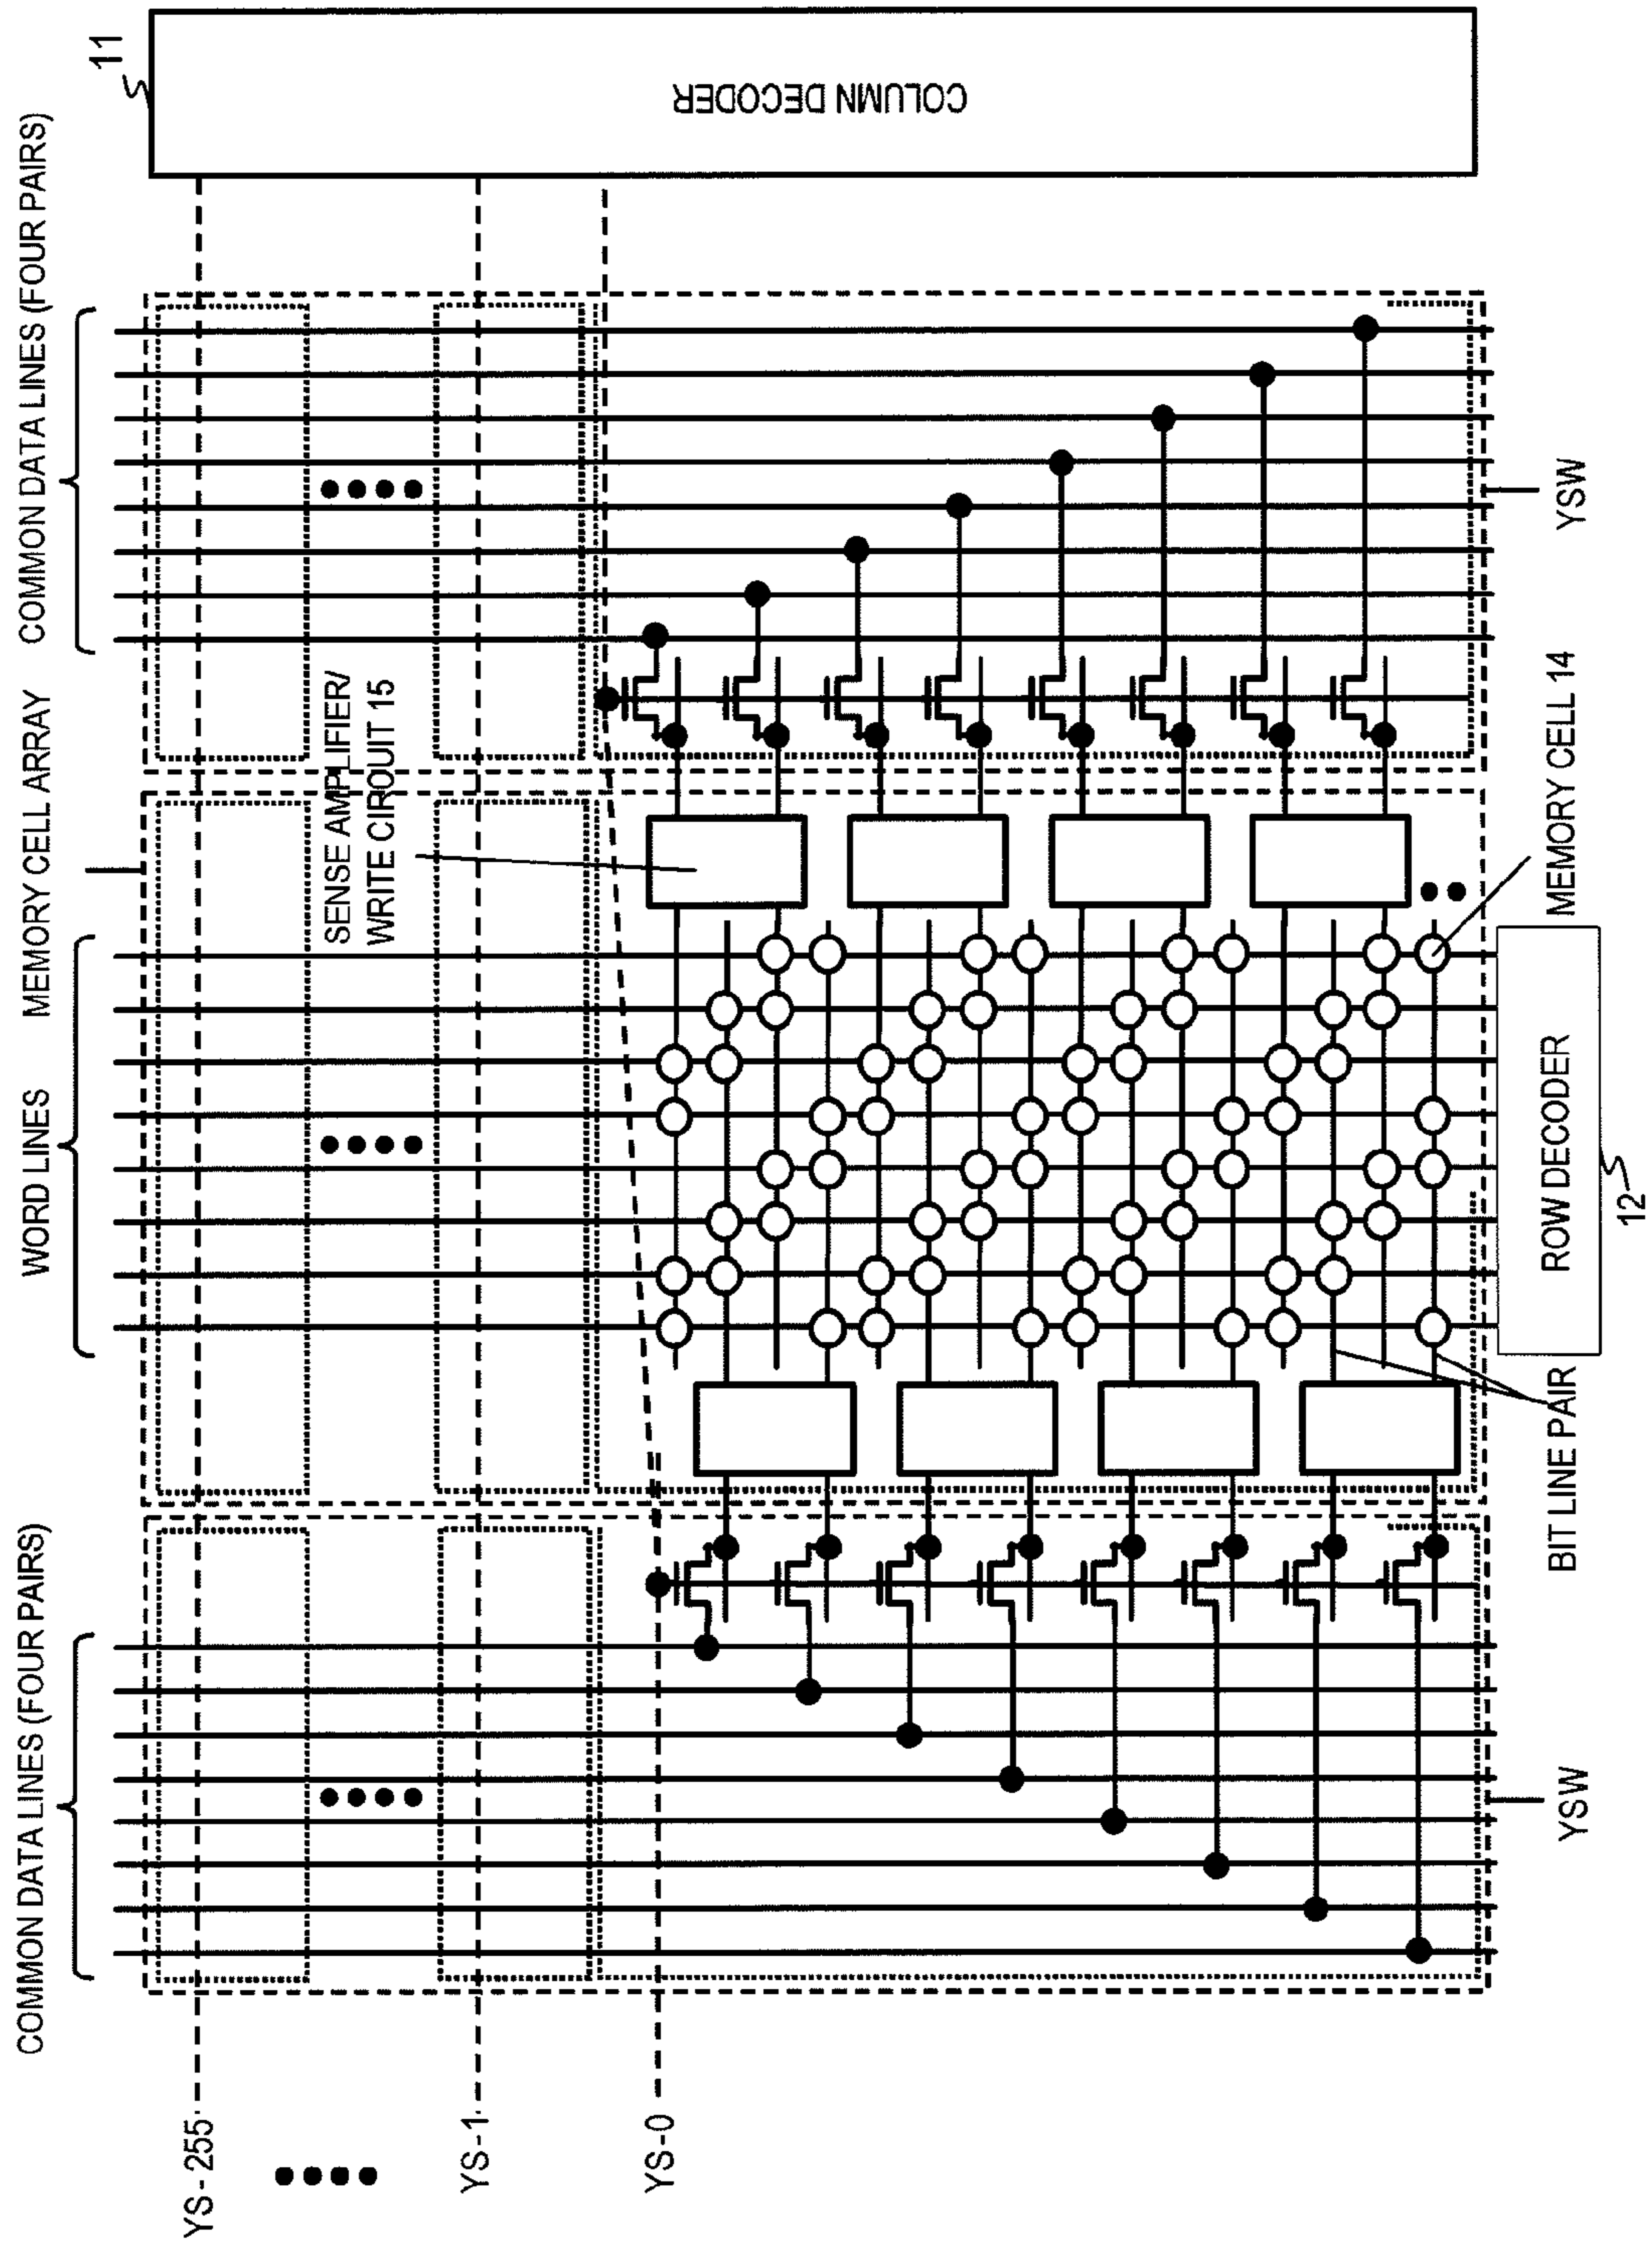 COMMON DATA LINES (FOUR PAIRS)
WORD LINES
MEMORY CELL ARRAY
COMMON DATA LINES (FOUR PAIRS)
11
COLUMN DECODER
SENSE AMPLIFIER/
WRITE CIROUIT 15
YS-255
YS-1
YS-0
YSW
BIT LINE PAIR
ROW DECODER
12
MEMORY CELL 14
YSW